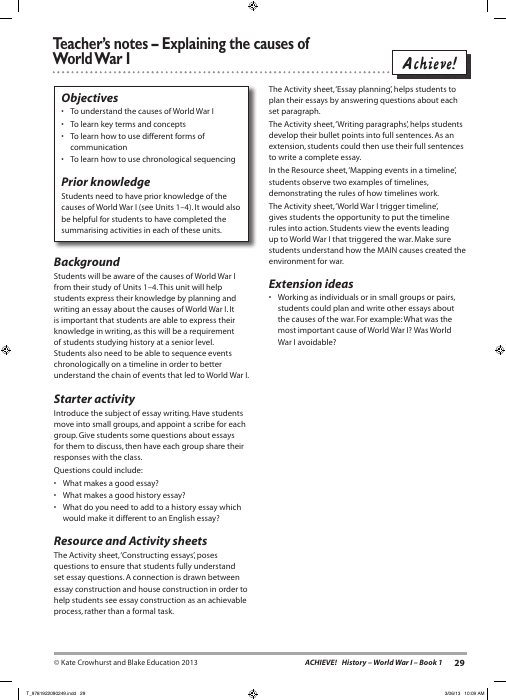 Teacher's notes – Explaining the causes of
World War I
Achieve!
Objectives
• To understand the causes of World War I
• To learn key terms and concepts
• To learn how to use different forms of
communication
• To learn how to use chronological sequencing
Prior knowledge
Students need to have prior knowledge of the
causes of World War I (see Units 1–4). It would also
be helpful for students to have completed the
summarising activities in each of these units.
Background
Students will be aware of the causes of World War I
from their study of Units 1–4. This unit will help
students express their knowledge by planning and
writing an essay about the causes of World War I. It
is important that students are able to express their
knowledge in writing, as this will be a requirement
of students studying history at a senior level.
Students also need to be able to sequence events
chronologically on a timeline in order to better
understand the chain of events that led to World War I.
Starter activity
Introduce the subject of essay writing. Have students
move into small groups, and appoint a scribe for each
group. Give students some questions about essays
for them to discuss, then have each group share their
responses with the class.
Questions could include:
• What makes a good essay?
• What makes a good history essay?
• What do you need to add to a history essay which
would make it different to an English essay?
Resource and Activity sheets
The Activity sheet, 'Constructing essays', poses
questions to ensure that students fully understand
set essay questions. A connection is drawn between
essay construction and house construction in order to
help students see essay construction as an achievable
process, rather than a formal task.
The Activity sheet, 'Essay planning', helps students to
plan their essays by answering questions about each
set paragraph.
The Activity sheet, 'Writing paragraphs', helps students
develop their bullet points into full sentences. As an
extension, students could then use their full sentences
to write a complete essay.
In the Resource sheet, 'Mapping events in a timeline',
students observe two examples of timelines,
demonstrating the rules of how timelines work.
The Activity sheet, 'World War I trigger timeline',
gives students the opportunity to put the timeline
rules into action. Students view the events leading
up to World War I that triggered the war. Make sure
students understand how the MAIN causes created the
environment for war.
Extension ideas
• Working as individuals or in small groups or pairs,
students could plan and write other essays about
the causes of the war. For example: What was the
most important cause of World War I? Was World
War I avoidable?
© Kate Crowhurst and Blake Education 2013
ACHIEVE! History – World War I – Book 1 29
T_9781922090249.indd 29
3/06/13 10:09 AM